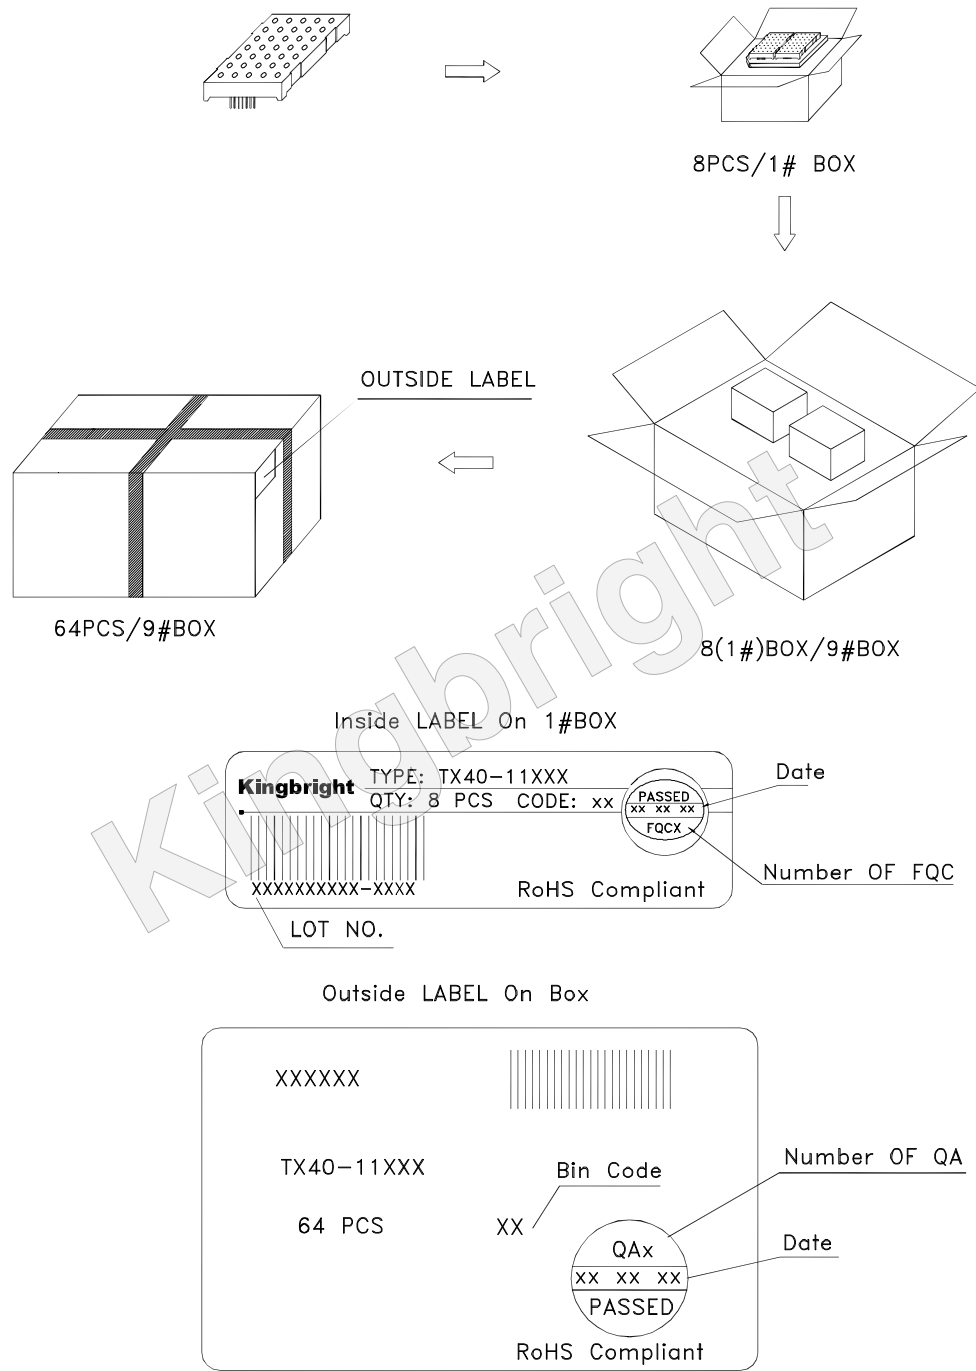 8PCS/1# BOX
OUTSIDE LABEL
64PCS/9#BOX
8(1#)BOX/9#BOX
Kingbright
Inside LABEL On 1#BOX
Kingbright
TYPE: TX40-11XXX
QTY: 8 PCS CODE: xx
PASSED
xx xx xx
FQCX
Date
Number OF FQC
XXXXXXXXXX-XXXX
RoHS Compliant
LOT NO.
Outside LABEL On Box
XXXXXX
TX40-11XXX
Bin Code
Number OF QA
64 PCS
XX
QAx
Date
XX XX XX
PASSED
RoHS Compliant